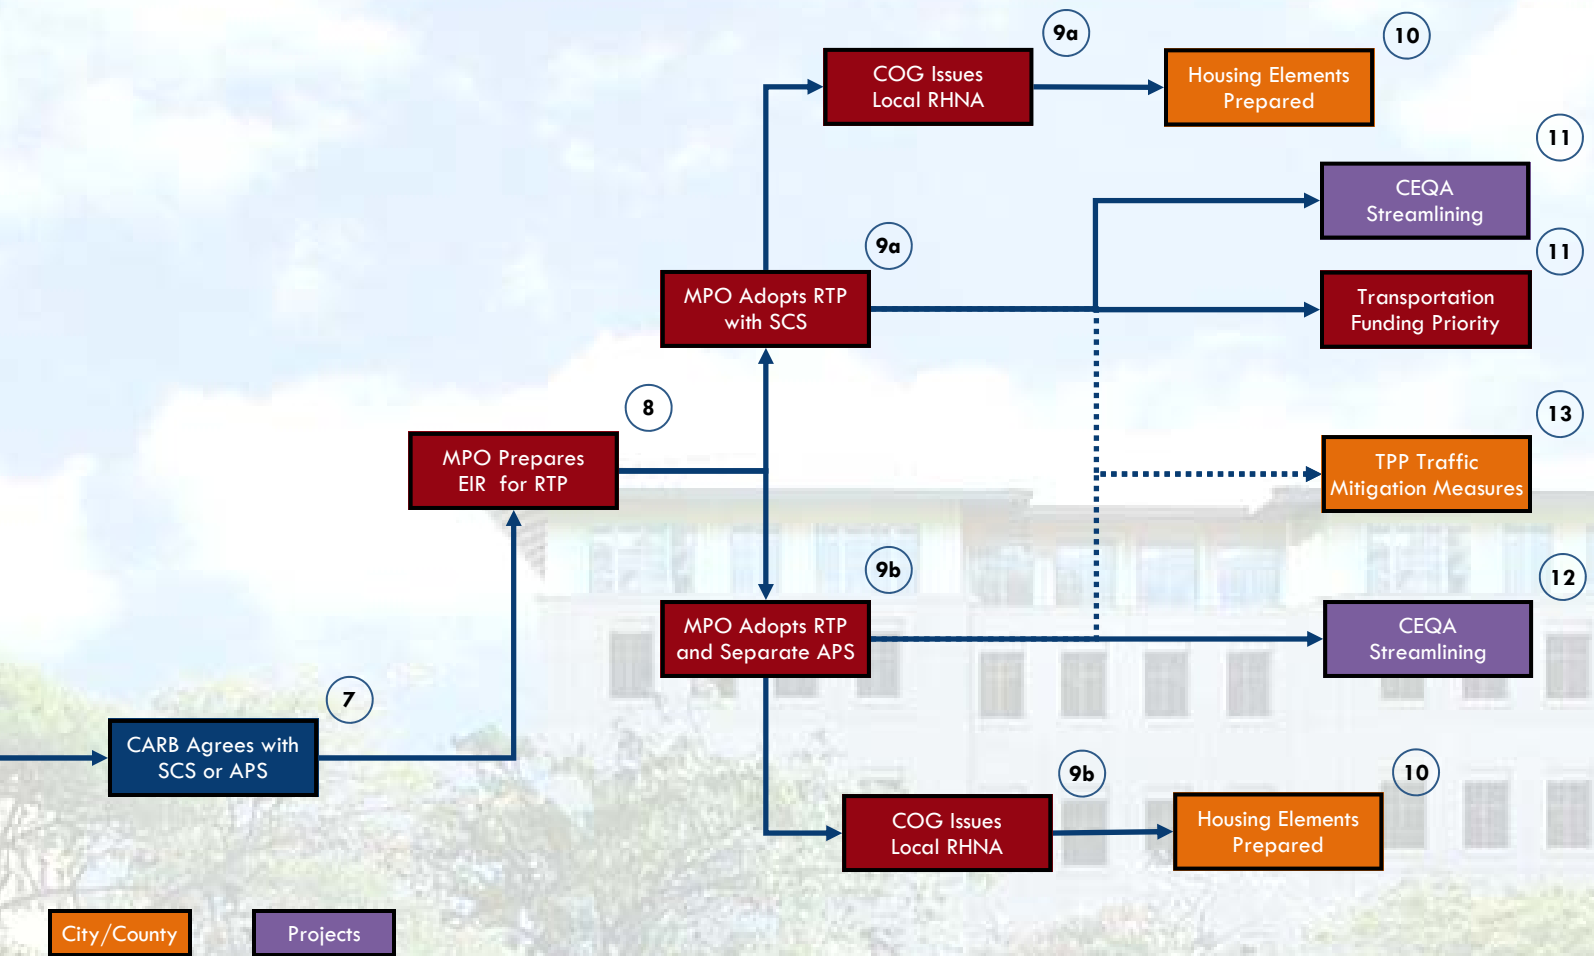 9a
10
COG Issues
Local RHNA
Housing Elements
Prepared
11
CEQA
Streamlining
9a
11
MPO Adopts RTP
with SCS
Transportation
Funding Priority
8
13
MPO Prepares
EIR for RTP
TPP Traffic
Mitigation Measures
9b
12
MPO Adopts RTP
and Separate APS
CEQA
Streamlining
7
CARB Agrees with
SCS or APS
9b
10
COG Issues
Local RHNA
Housing Elements
Prepared
City/County
Projects